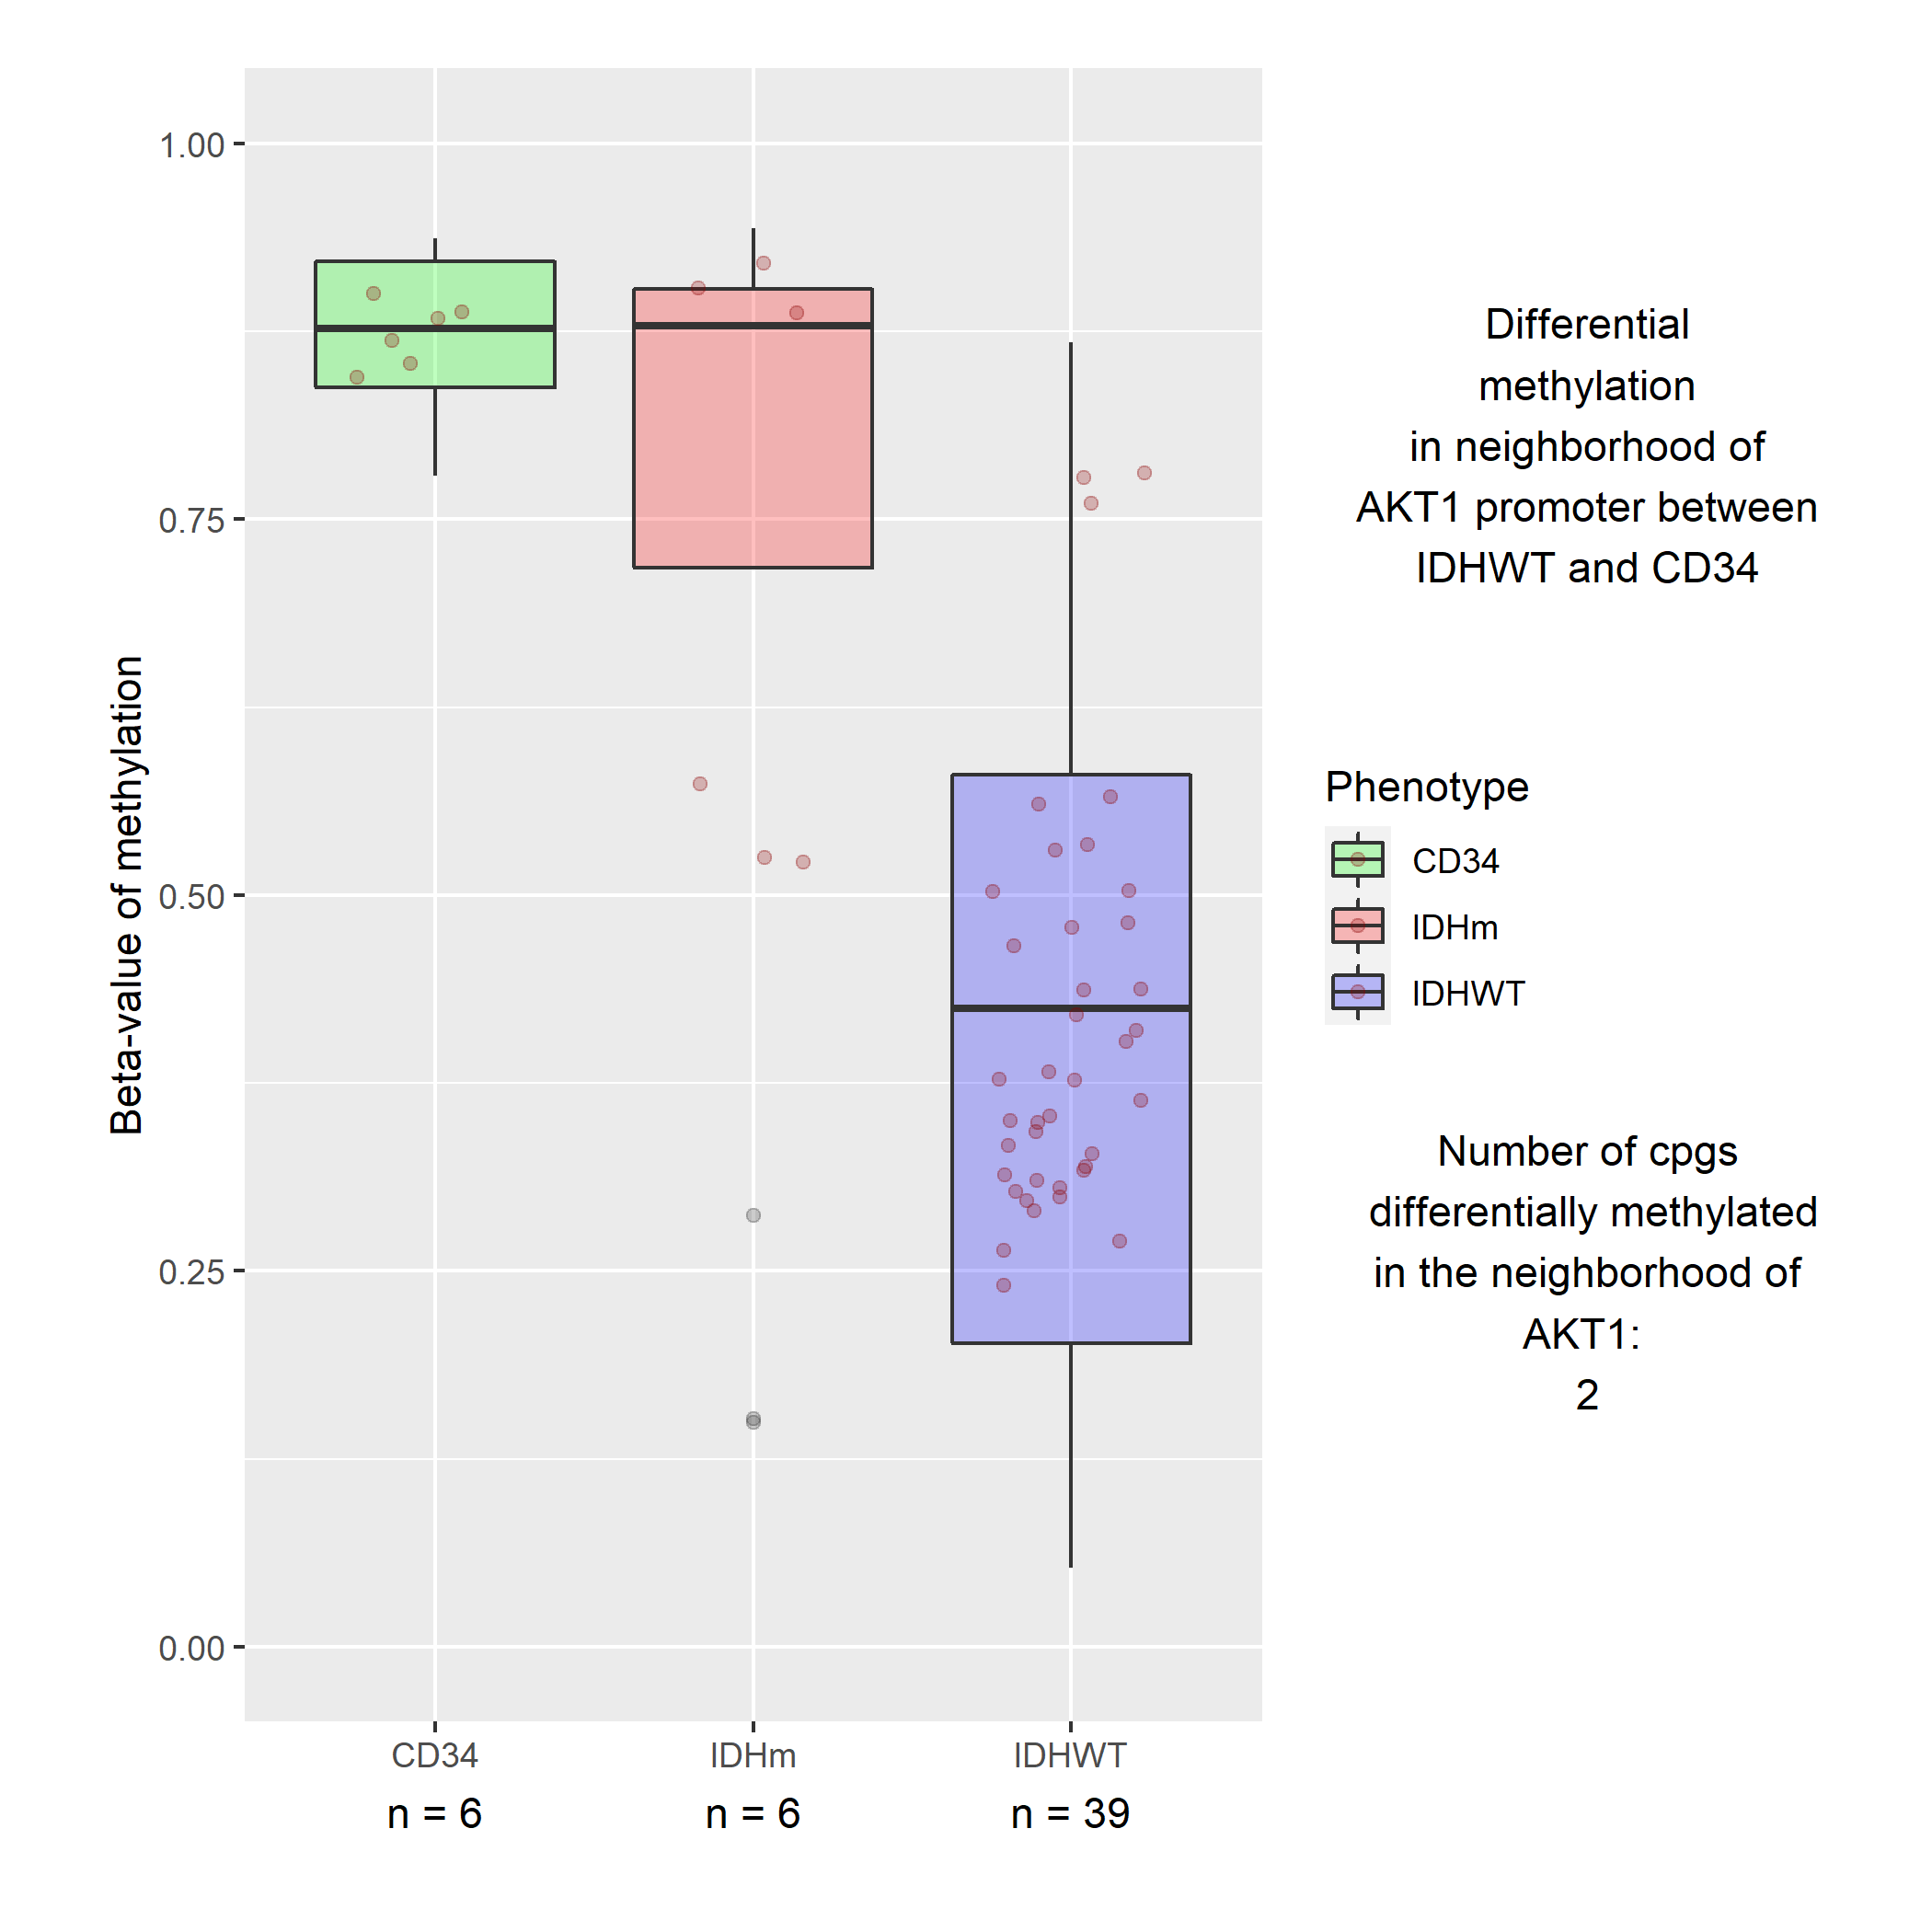 1.00
0.75
0.50
0.25
0.00
Beta-value of methylation
CD34
IDHm
IDHWT
n = 6
n = 6
n = 39
Differential
methylation
in neighborhood of
AKT1 promoter between
IDHWT and CD34
Phenotype
CD34
IDHm
IDHWT
Number of cpgs
differentially methylated
in the neighborhood of
AKT1:
2